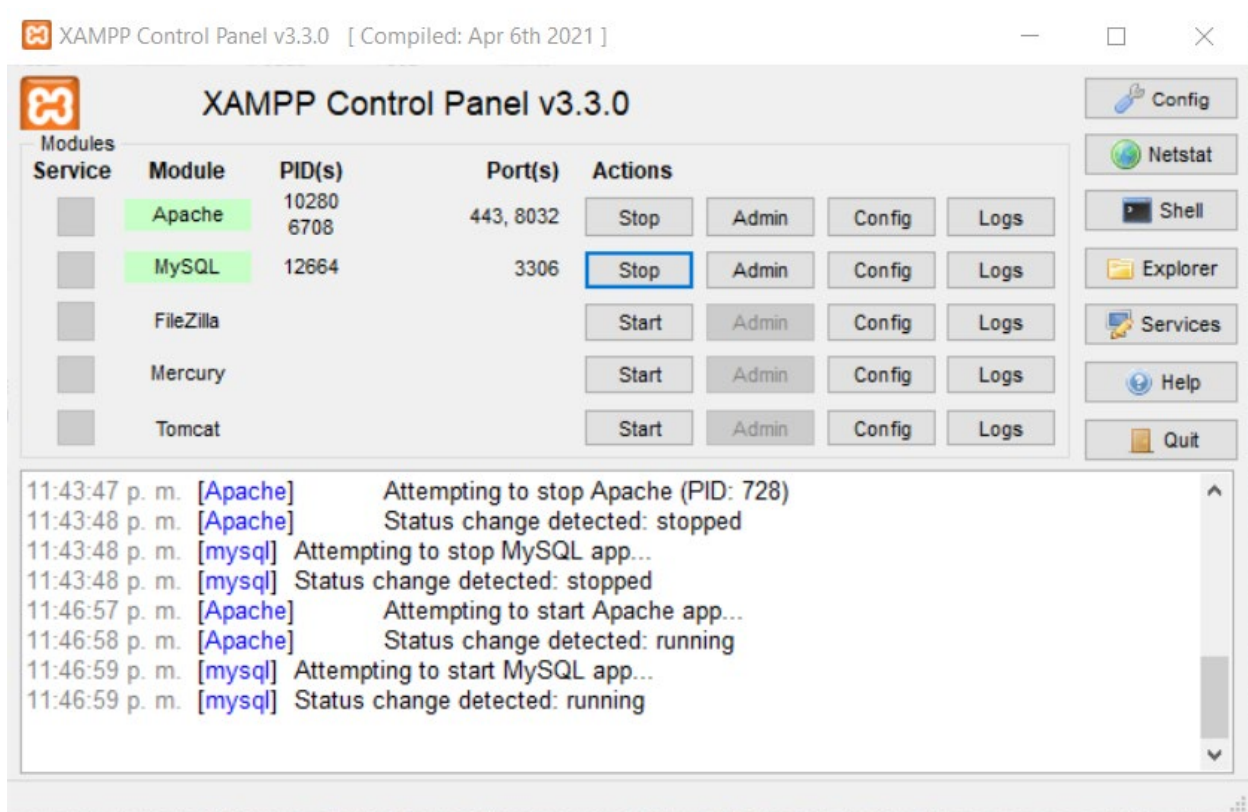 XAMPP Control Panel v3.3.0 [ Compiled: Apr 6th 2021 ]
XAMPP Control Panel v3.3.0
Config
Modules
Netstat
Service Module PID(s) Port(s) Actions
Apache 10280 6708 443, 8032 Stop Admin Config Logs
Shell
MySQL 12664 3306 Stop Admin Config Logs
Explorer
FileZilla Start Admin Config Logs
Services
Mercury Start Admin Config Logs
Help
Tomcat Start Admin Config Logs
Quit
11:43:47 p. m. [Apache] Attempting to stop Apache (PID: 728)
11:43:48 p. m. [Apache] Status change detected: stopped
11:43:48 p. m. [mysql] Attempting to stop MySQL app...
11:43:48 p. m. [mysql] Status change detected: stopped
11:46:57 p. m. [Apache] Attempting to start Apache app...
11:46:58 p. m. [Apache] Status change detected: running
11:46:59 p. m. [mysql] Attempting to start MySQL app...
11:46:59 p. m. [mysql] Status change detected: running